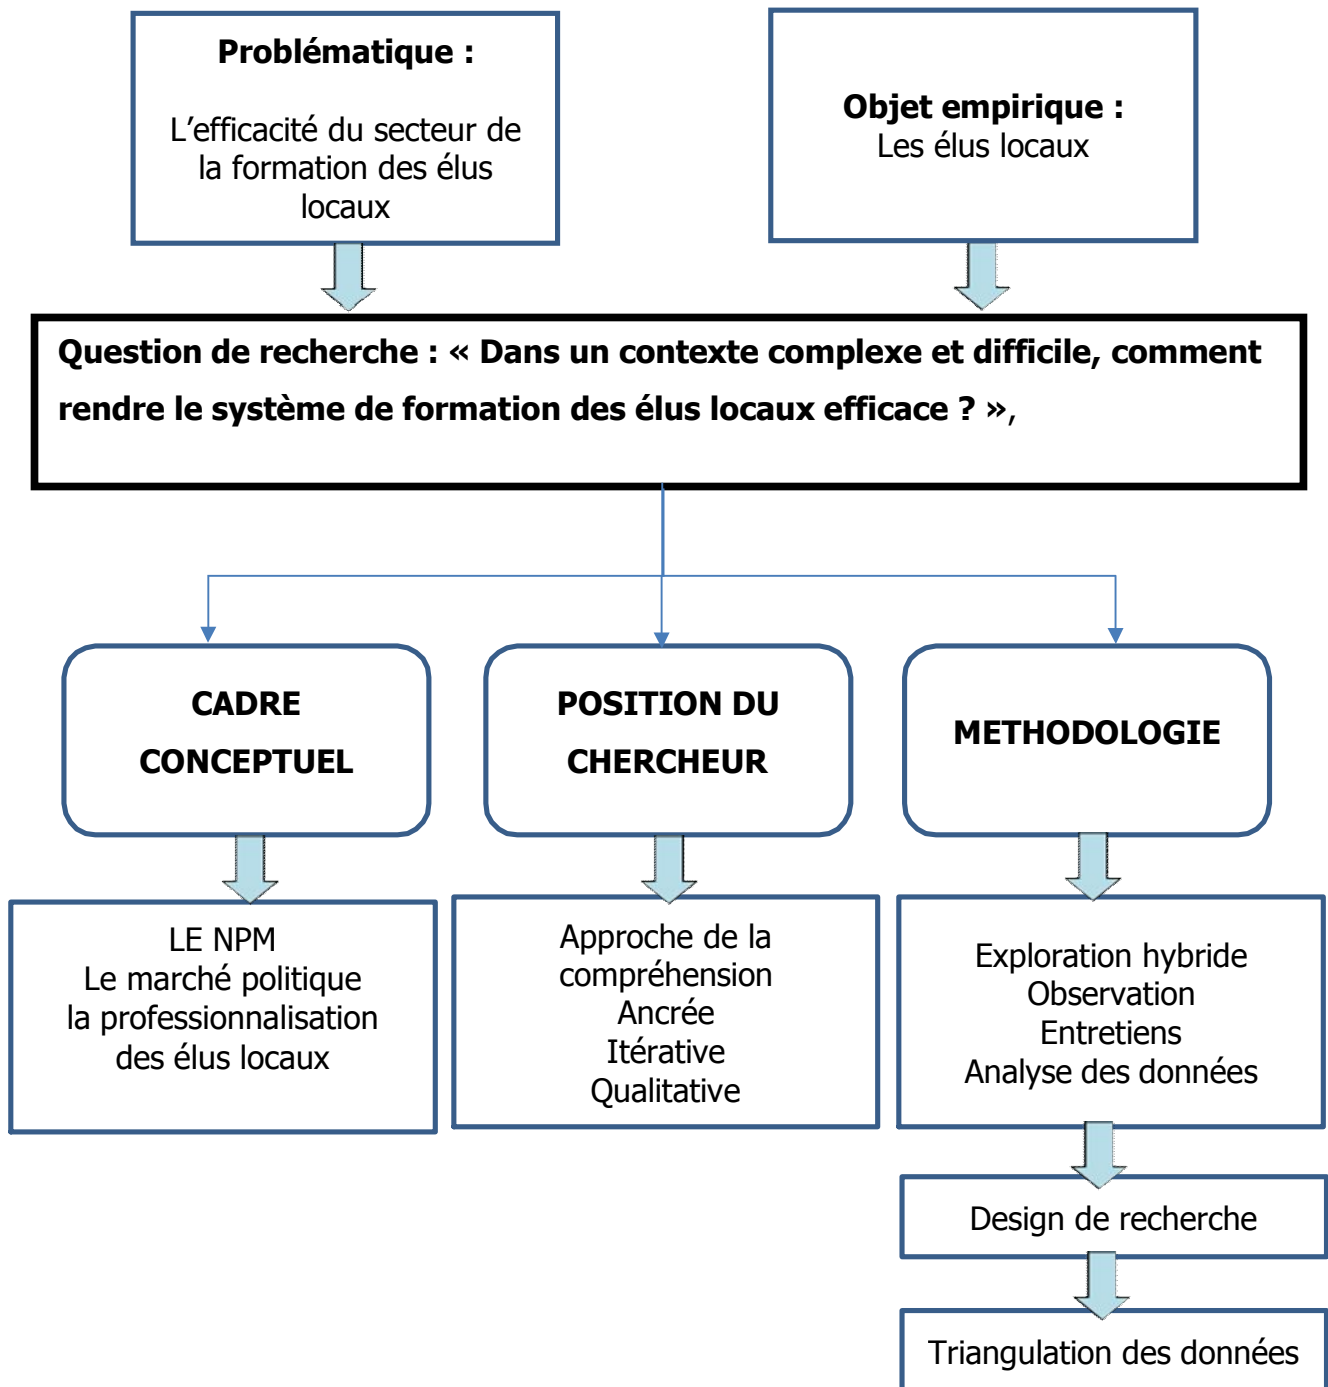 Problématique :
L’efficacité du secteur de
la formation des élus
locaux
Objet empirique :
Les élus locaux
Question de recherche : « Dans un contexte complexe et difficile, comment
rendre le système de formation des élus locaux efficace ? »,
CADRE
CONCEPTUEL
POSITION DU
CHERCHEUR
METHODOLOGIE
LE NPM
Le marché politique
la professionnalisation
des élus locaux
Approche de la
compréhension
Ancrée
Itérative
Qualitative
Exploration hybride
Observation
Entretiens
Analyse des données
Design de recherche
Triangulation des données